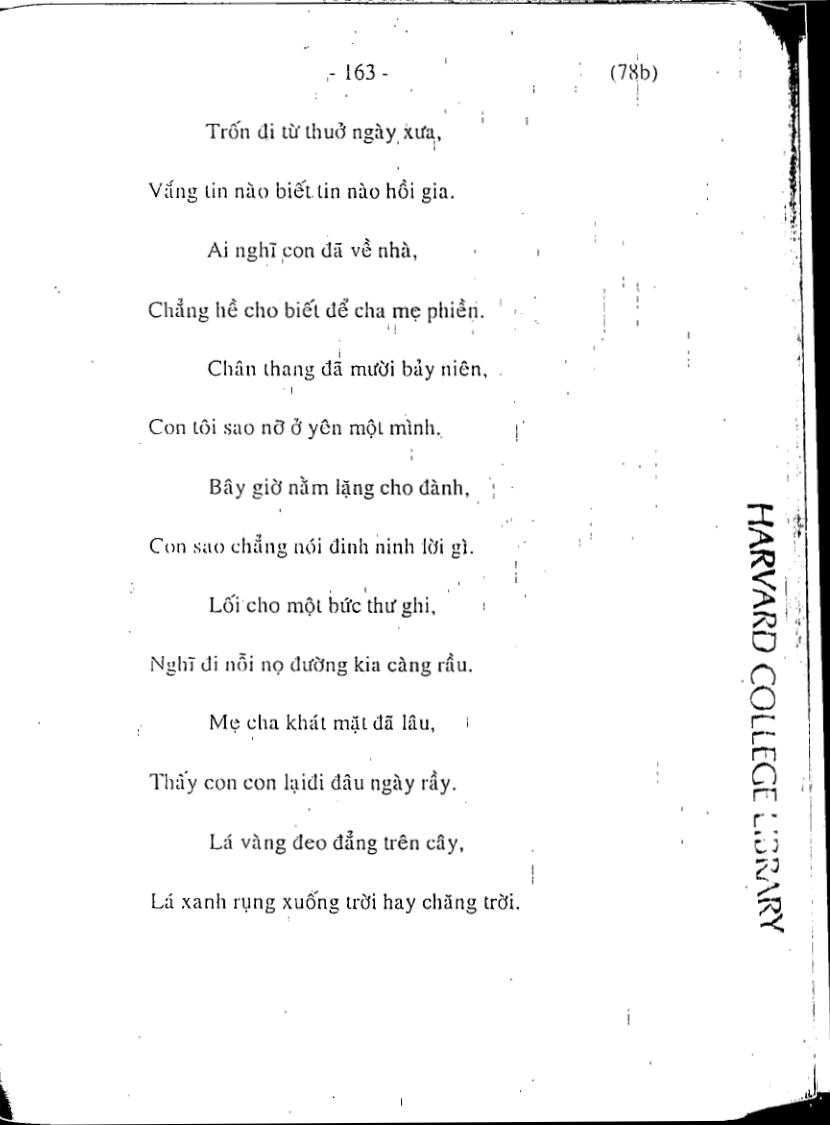 - 163 -
(78b)
Trốn đi từ thuở ngày xưa,
Vắng tin nào biết tin nào hồi gia.
Ai nghĩ con đã về nhà,
Chẳng hề cho biết để cha mẹ phiền.
Chân thang đã mười bảy niên,
Con tôi sao nỡ ở yên một mình.
Bây giờ nằm lặng cho đành,
Con sao chẳng nói đinh ninh lời gì.
Lối cho một bức thư ghi,
Nghĩ đi nỗi nọ đường kia càng rầu.
Mẹ cha khát mặt đã lâu,
Thấy con con lạiđi đâu ngày rầy.
Lá vàng đeo đẳng trên cây,
Lá xanh rụng xuống trời hay chăng trời.
HARVARD COLLEGE LIBRARY